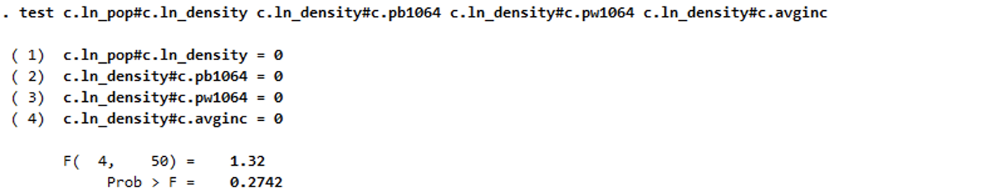 . test c.ln_pop#c.ln_density c.ln_density#c.pb1064 c.ln_density#c.pw1064 c.ln_density#c.avginc
( 1) c.ln_pop#c.ln_density = 0
( 2) c.ln_density#c.pb1064 = 0
( 3) c.ln_density#c.pw1064 = 0
( 4) c.ln_density#c.avginc = 0
F( 4, 50) = 1.32
Prob > F = 0.2742